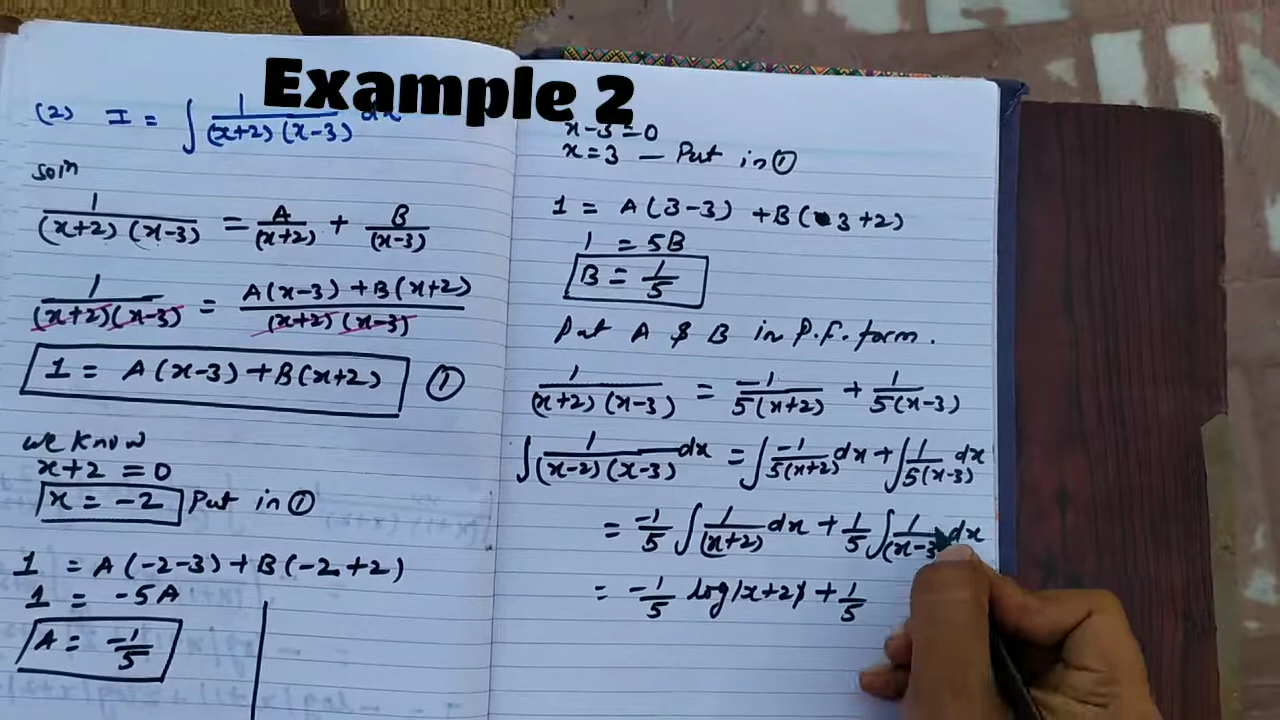 Example 2
(2) I = ∫ 1/(x+2)(x-3) dx
soln
1/(x+2)(x-3) = A/(x+2) + B/(x-3)
1/(x+2)(x-3) = A(x-3)+B(x+2)/(x+2)(x-3)
1 = A(x-3)+B(x+2) ①
we know
x+2 = 0
x = -2 Put in ①
1 = A(-2-3)+B(-2+2)
1 = -5A
A = -1/5
x-3=0
x=3 — Put in ①
1 = A(3-3) +B(3+2)
1 = 5B
B = 1/5
Put A & B in P.F. form.
1/(x+2)(x-3) = -1/5(x+2) + 1/5(x-3)
∫ 1/(x-2)(x-3) dx = ∫ -1/5(x+2) dx + ∫ 1/5(x-3) dx
= -1/5 ∫ 1/(x+2) dx + 1/5 ∫ 1/(x-3 dx
= -1/5 log|x+2| + 1/5